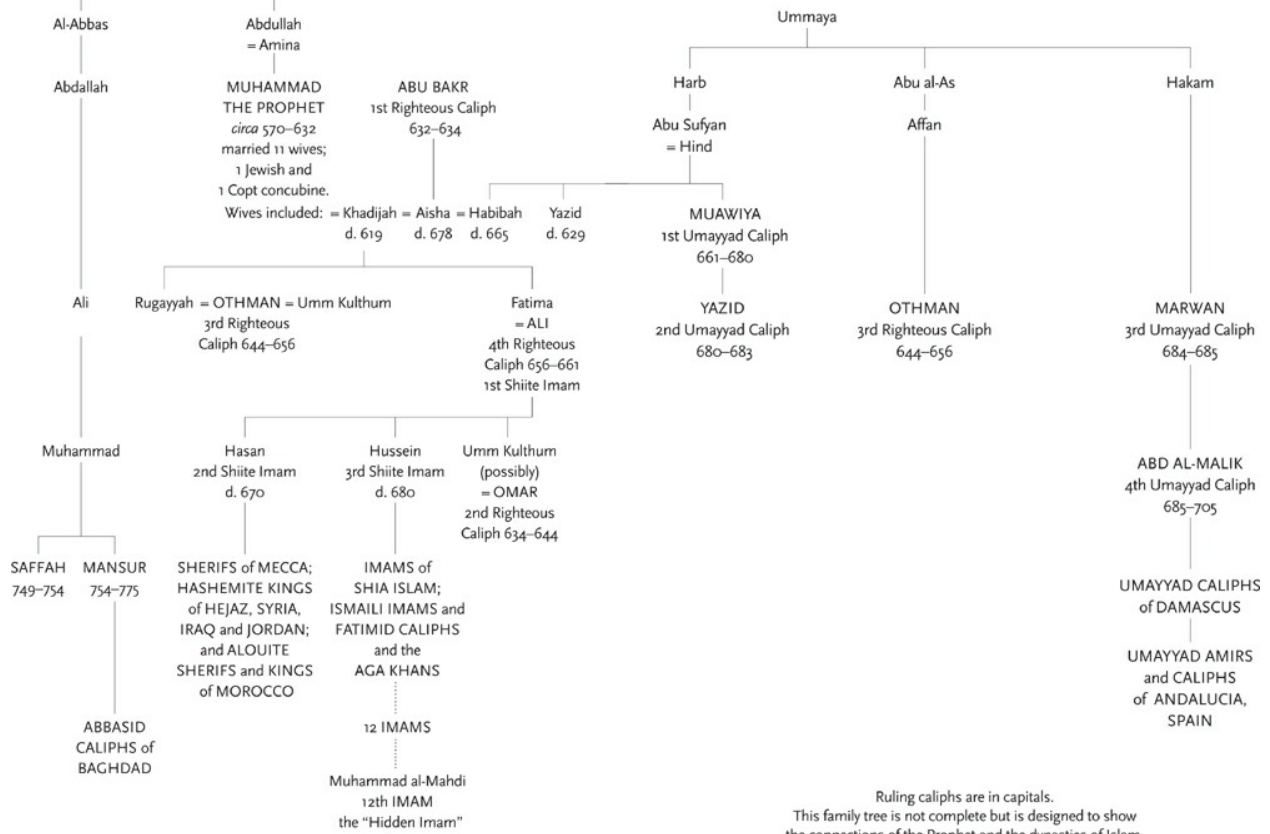 Al-Abbas
Abdallah
Ali
Muhammad
SAFFAH
749–754
MANSUR
754–775
ABBASID
CALIPHS of
BAGHDAD
Abdullah
= Amina
MUHAMMAD
THE PROPHET
circa 570–632
married 11 wives;
1 Jewish and
1 Copt concubine.
ABU BAKR
1st Righteous Caliph
632–634
Wives included: = Khadijah = Aisha = Habibah
d. 619
d. 678
d. 665
Rugayyah = OTHMAN = Umm Kulthum
3rd Righteous
Caliph 644–656
Fatima
= ALI
4th Righteous
Caliph 656–661
1st Shiite Imam
Hasan
2nd Shiite Imam
d. 670
SHERIFS of MECCA;
HASHEMITE KINGS
of HEJAZ, SYRIA,
IRAQ and JORDAN;
and ALOUITE
SHERIFS and KINGS
of MOROCCO
Hussein
3rd Shiite Imam
d. 680
IMAMS of
SHIA ISLAM;
ISMAILI IMAMS and
FATIMID CALIPHS
and the
AGA KHANS
12 IMAMS
Muhammad al-Mahdi
12th IMAM
the “Hidden Imam”
Umm Kulthum
(possibly)
= OMAR
2nd Righteous
Caliph 634–644
Ummaya
Harb
Abu Sufyan
= Hind
Yazid
d. 629
MUAWIYA
1st Umayyad Caliph
661–680
YAZID
2nd Umayyad Caliph
680–683
Abu al-As
Affan
OTHMAN
3rd Righteous Caliph
644–656
Hakam
MARWAN
3rd Umayyad Caliph
684–685
ABD AL-MALIK
4th Umayyad Caliph
685–705
UMAYYAD CALIPHS
of DAMASCUS
UMAYYAD AMIRS
and CALIPHS
of ANDALUCIA,
SPAIN
Ruling caliphs are in capitals.
This family tree is not complete but is designed to show
the connections of the Prophet and the dynasties of Islam